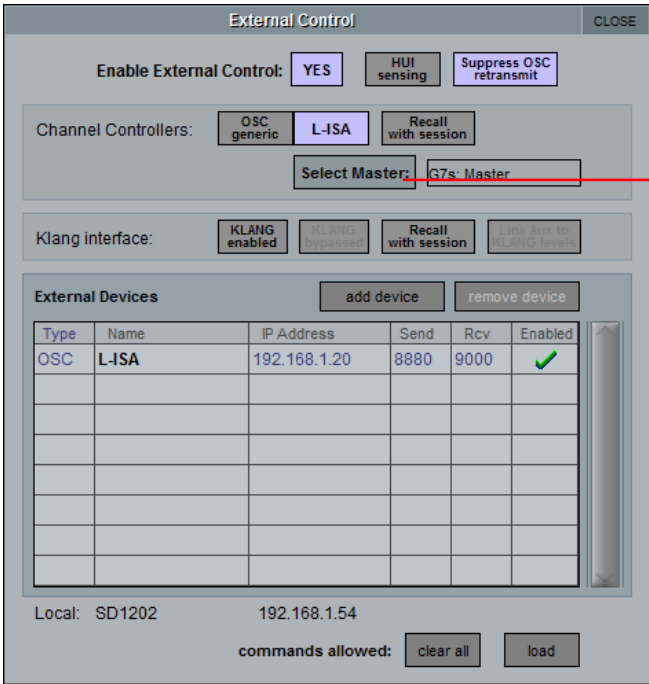 External Control CLOSE
Enable External Control: YES HUI sensing Suppress OSC retransmit
Channel Controllers: OSC generic L-ISA Recall with session
Select Master: G7s: Master
Klang interface: KLANG enabled KLANG bypassed Recall with session Link Aux to KLANG levels
External Devices add device remove device
Type Name IP Address Send Rcv Enabled
OSC L-ISA 192.168.1.20 8880 9000
Local: SD1202 192.168.1.54
commands allowed: clear all load